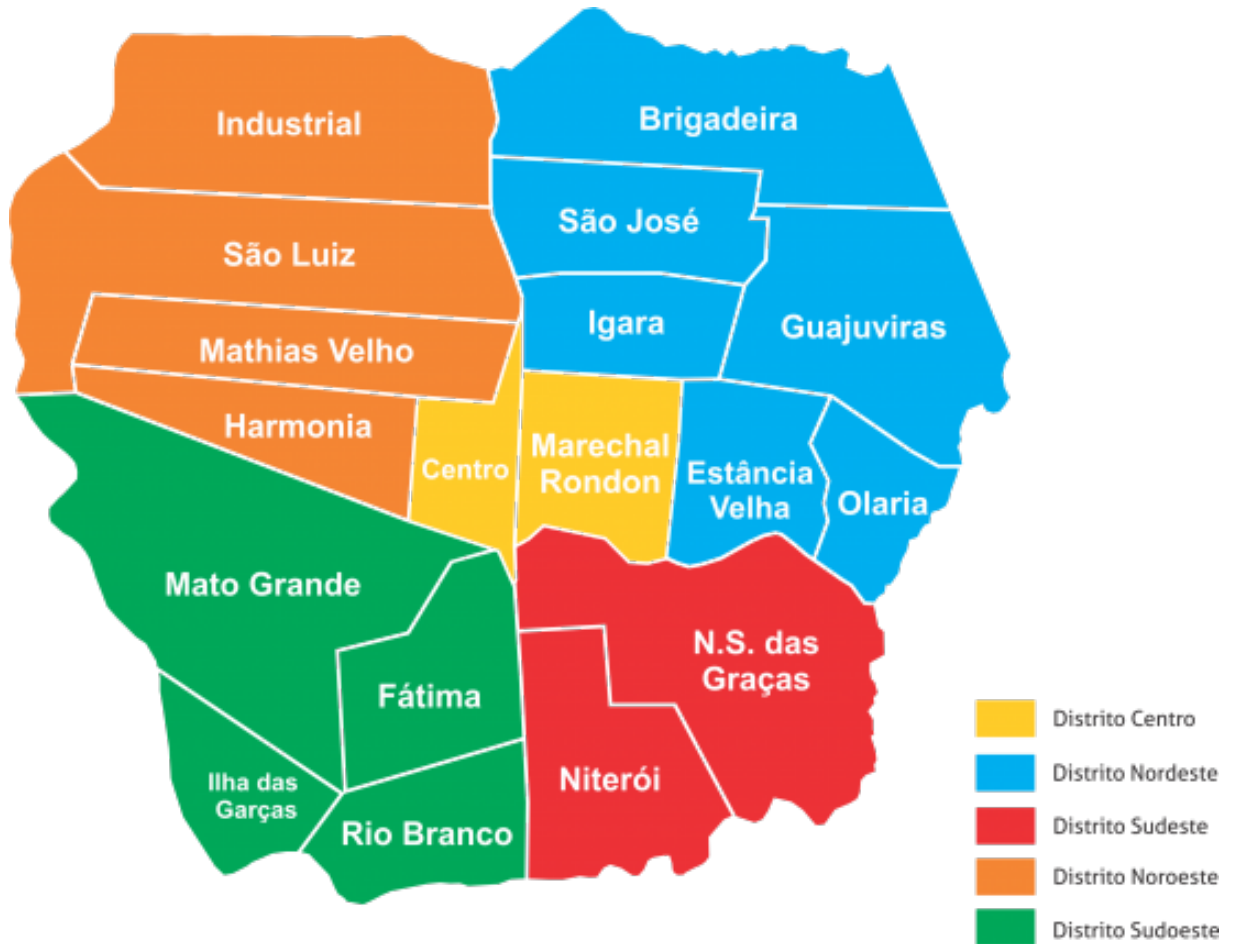 Industrial
Brigadeira
São José
São Luiz
Igara
Guajuviras
Mathias Velho
Harmonia
Centro
Marechal
Rondon
Estância
Velha
Olaria
Mato Grande
N.S. das
Graças
Fátima
Niterói
Ilha das
Garças
Rio Branco
Distrito Centro
Distrito Nordeste
Distrito Sudeste
Distrito Noroeste
Distrito Sudoeste